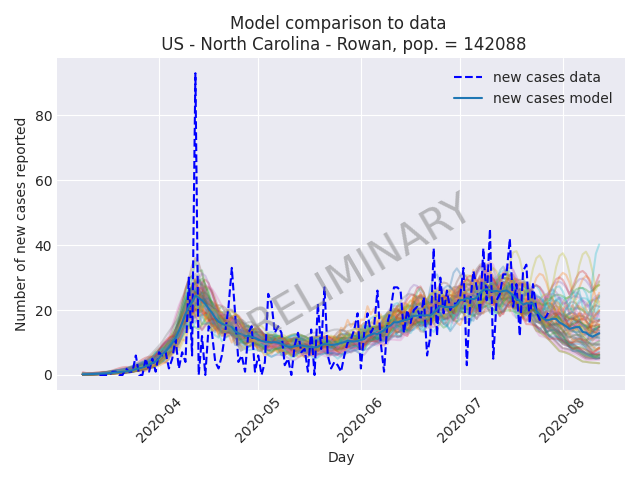 Model comparison to data
US - North Carolina - Rowan, pop. = 142088
new cases data
new cases model
PRELIMINARY
Number of new cases reported
80
60
40
20
0
2020-04
2020-05
2020-06
2020-07
2020-08
Day